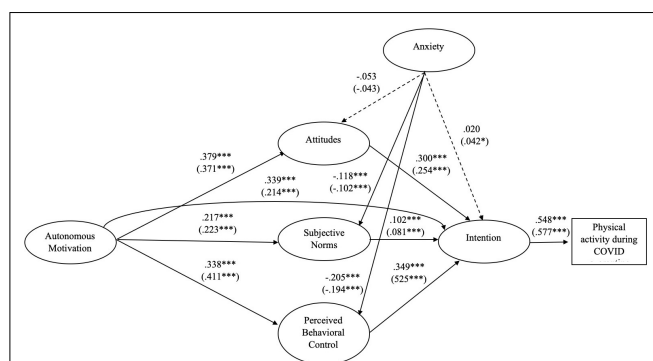 Anxiety
-.053
(-.043)
.020
(.042*)
Attitudes
.379***
(.371***)
.300***
(.254***)
.339***
(.214***)
-.118***
(-.102***)
.217***
(.223***)
.102***
(.081***)
.548***
(.577***)
Autonomous
Motivation
Subjective
Norms
Intention
Physical
activity during
COVID
.338***
(.411***)
-.205***
(-.194***)
.349***
(525***)
Perceived
Behavioral
Control